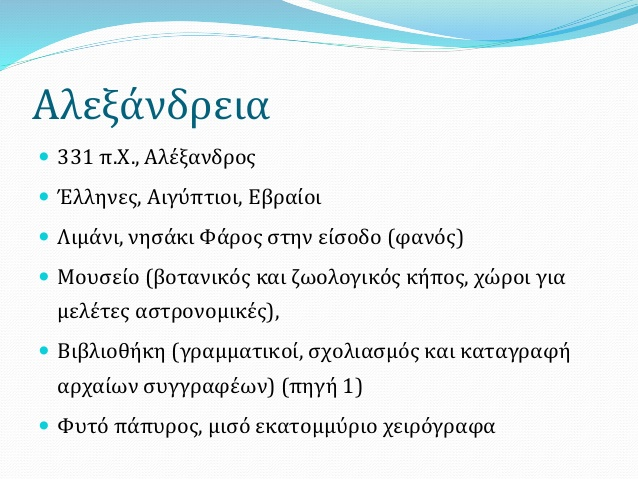 Αλεξάνδρεια
• 331 π.Χ., Αλέξανδρος
• Έλληνες, Αιγύπτιοι, Εβραίοι
• Λιμάνι, νησάκι Φάρος στην είσοδο (φανός)
• Μουσείο (βοτανικός και ζωολογικός κήπος, χώροι για
μελέτες αστρονομικές),
• Βιβλιοθήκη (γραμματικοί, σχολιασμός και καταγραφή
αρχαίων συγγραφέων) (πηγή 1)
• Φυτό πάπυρος, μισό εκατομμύριο χειρόγραφα